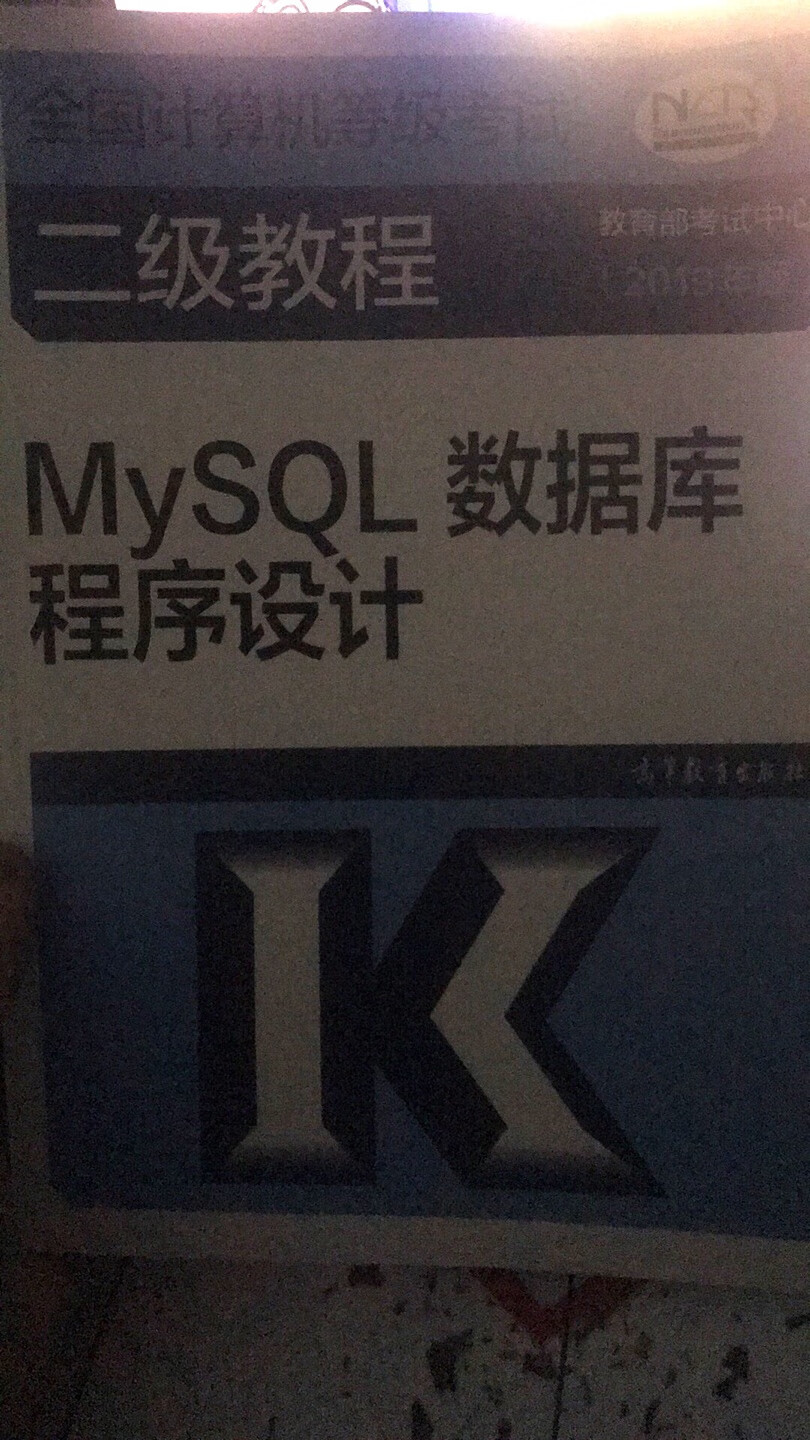 全国计算机等级考试
二级教程
教育部考试中心
MySQL 数据库
程序设计
高等教育出版社
K